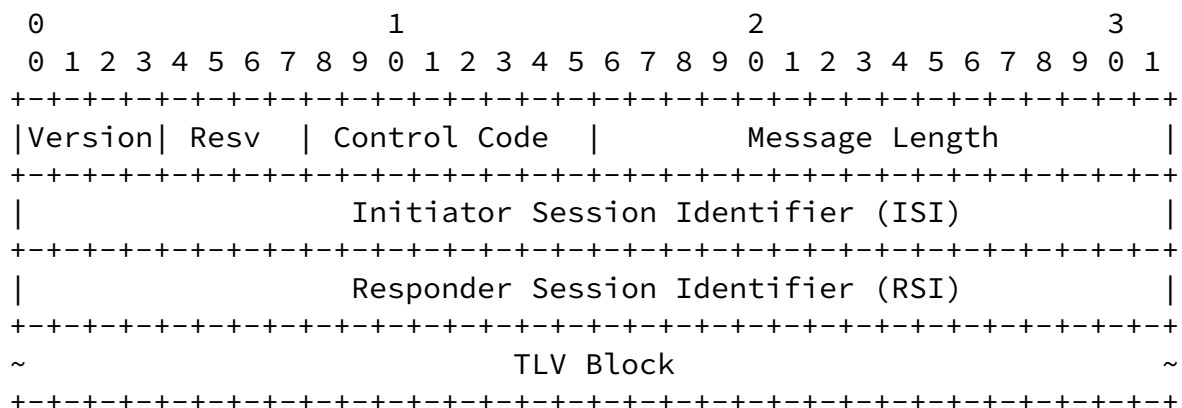 0                   1                   2                   3
 0 1 2 3 4 5 6 7 8 9 0 1 2 3 4 5 6 7 8 9 0 1 2 3 4 5 6 7 8 9 0 1
+-+-+-+-+-+-+-+-+-+-+-+-+-+-+-+-+-+-+-+-+-+-+-+-+-+-+-+-+-+-+-+-+
|Version| Resv  | Control Code  |        Message Length         |
+-+-+-+-+-+-+-+-+-+-+-+-+-+-+-+-+-+-+-+-+-+-+-+-+-+-+-+-+-+-+-+-+
|                  Initiator Session Identifier (ISI)           |
+-+-+-+-+-+-+-+-+-+-+-+-+-+-+-+-+-+-+-+-+-+-+-+-+-+-+-+-+-+-+-+-+
|                  Responder Session Identifier (RSI)           |
+-+-+-+-+-+-+-+-+-+-+-+-+-+-+-+-+-+-+-+-+-+-+-+-+-+-+-+-+-+-+-+-+
~                           TLV Block                           ~
+-+-+-+-+-+-+-+-+-+-+-+-+-+-+-+-+-+-+-+-+-+-+-+-+-+-+-+-+-+-+-+-+